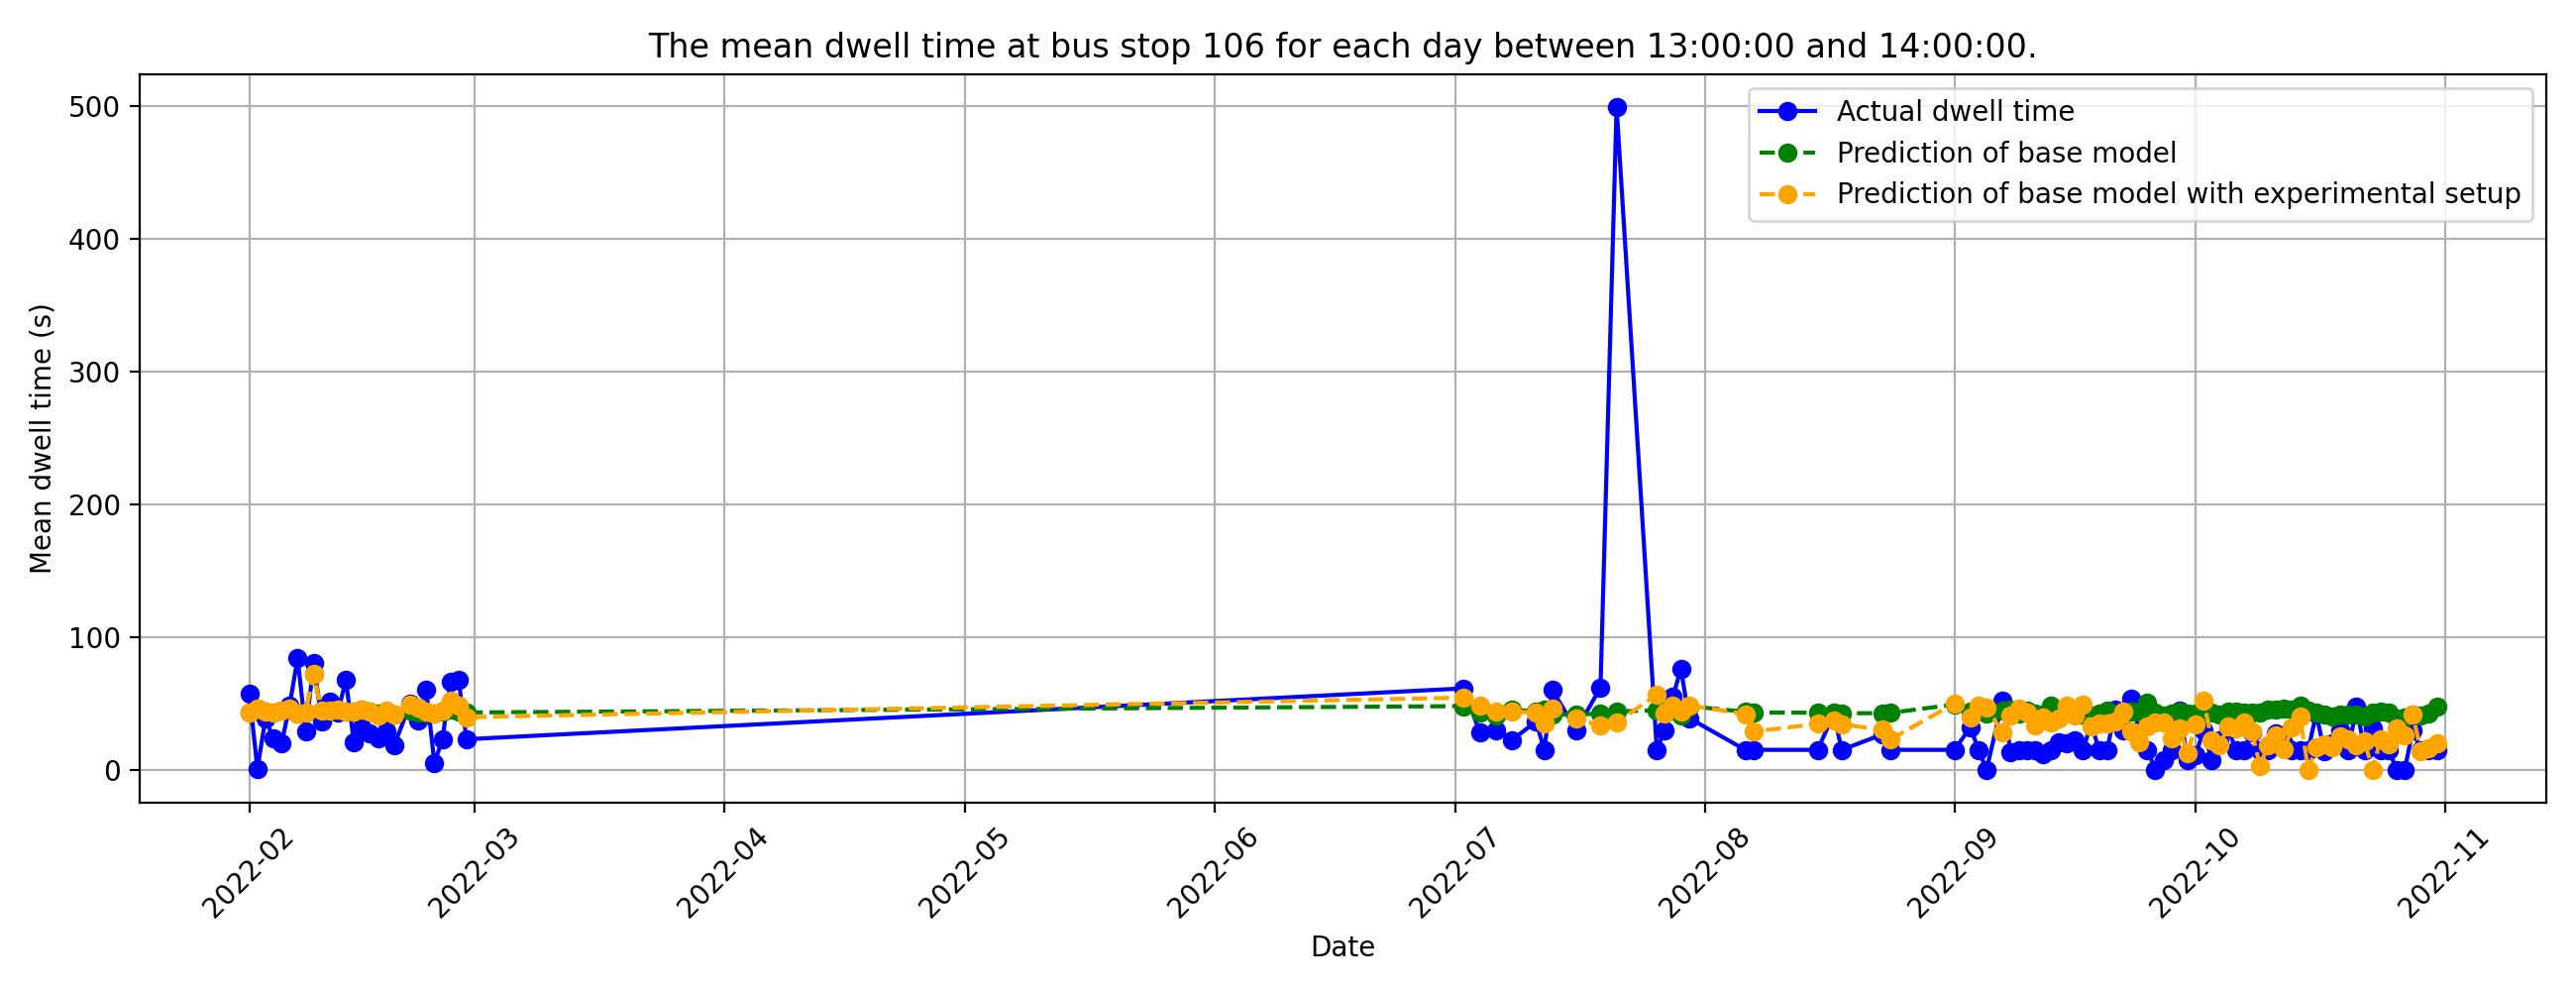 The mean dwell time at bus stop 106 for each day between 13:00:00 and 14:00:00.
Actual dwell time
Prediction of base model
Prediction of base model with experimental setup
Mean dwell time (s)
500
400
300
200
100
0
2022-02
2022-03
2022-04
2022-05
2022-06
2022-07
2022-08
2022-09
2022-10
2022-11
Date